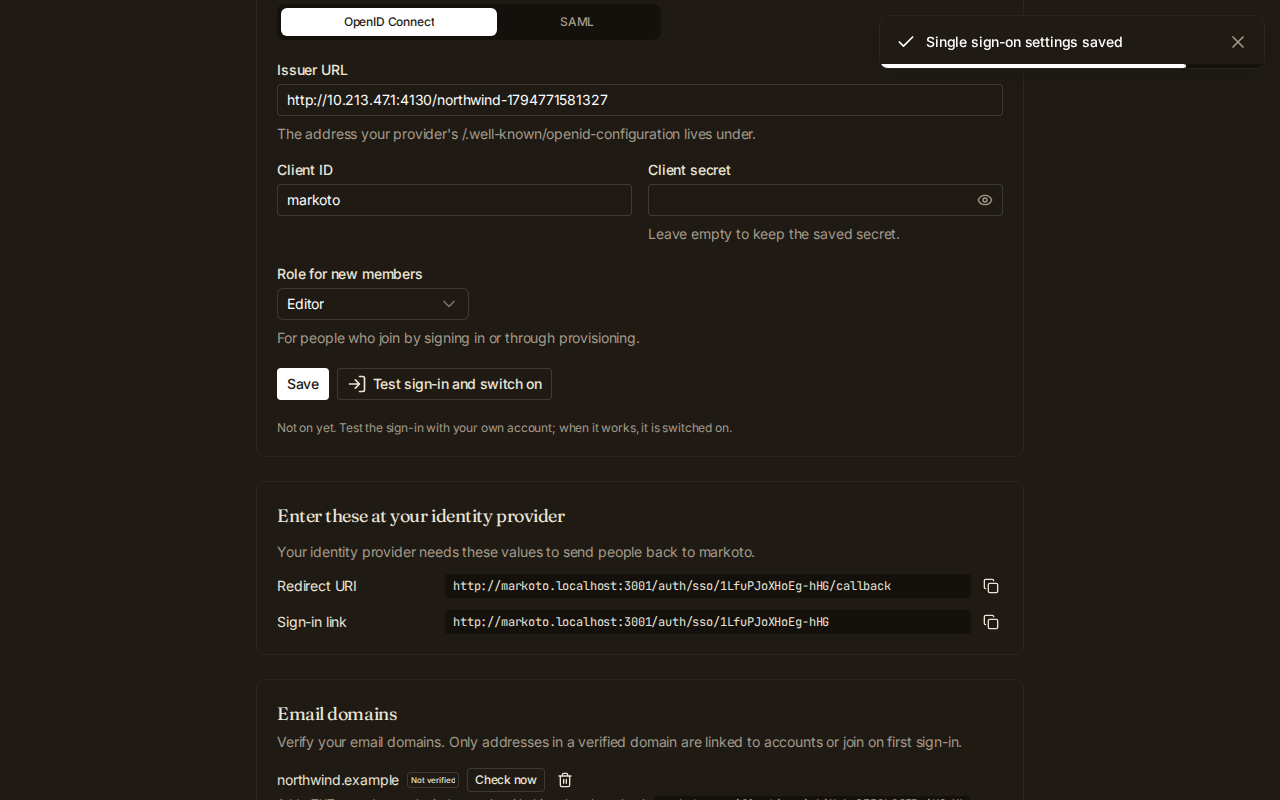 OpenID Connect
SAML
Single sign-on settings saved
Issuer URL
http://10.213.47.1:4130/northwind-1794771581327
The address your provider's /.well-known/openid-configuration lives under.
Client ID
Client secret
markoto
Leave empty to keep the saved secret.
Role for new members
Editor
For people who join by signing in or through provisioning.
Save
Test sign-in and switch on
Not on yet. Test the sign-in with your own account; when it works, it is switched on.
Enter these at your identity provider
Your identity provider needs these values to send people back to markoto.
Redirect URI
http://markoto.localhost:3001/auth/sso/1LfuPJoXHoEg-hHG/callback
Sign-in link
http://markoto.localhost:3001/auth/sso/1LfuPJoXHoEg-hHG
Email domains
Verify your email domains. Only addresses in a verified domain are linked to accounts or join on first sign-in.
northwind.example
Not verified
Check now